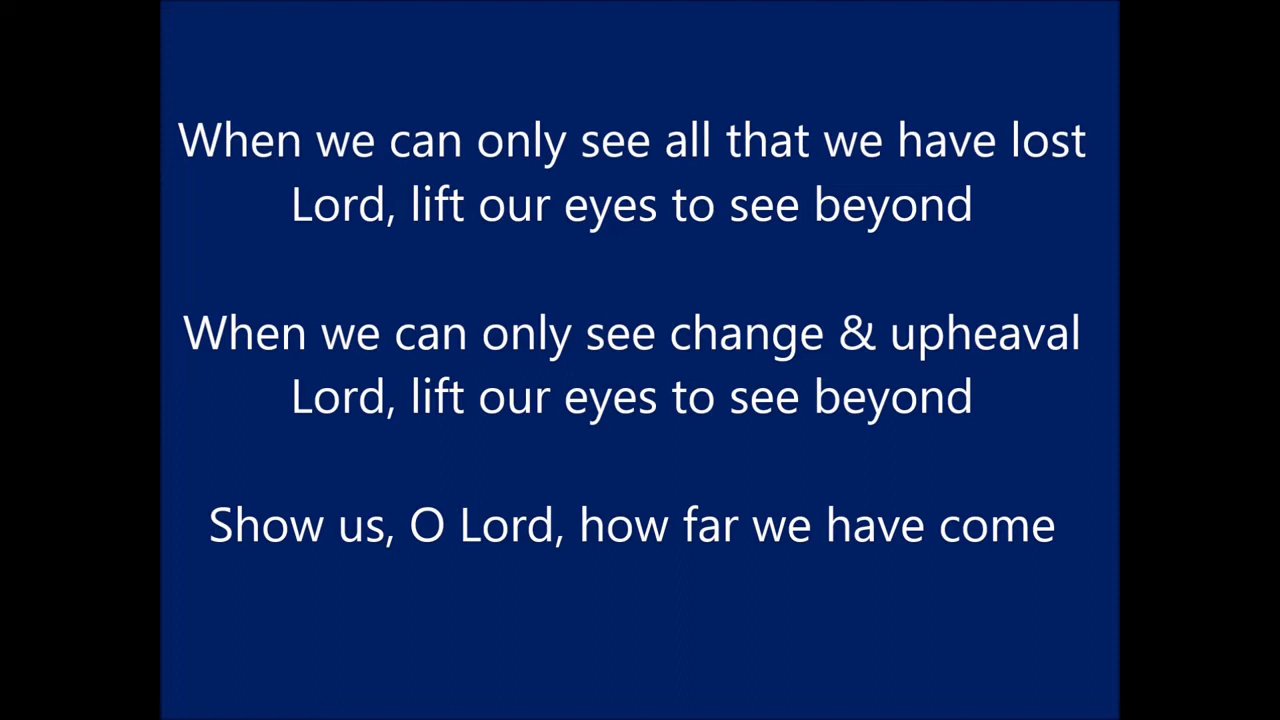 When we can only see all that we have lost
Lord, lift our eyes to see beyond
When we can only see change & upheaval
Lord, lift our eyes to see beyond
Show us, O Lord, how far we have come